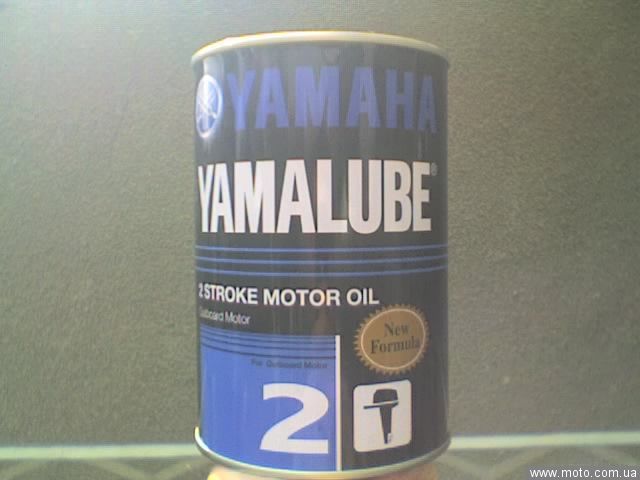 YAMAHA
YAMALUBE®
2 STROKE MOTOR OIL
Outboard Motor
New
Formula
For Outboard Motor
2
www.moto.com.ua